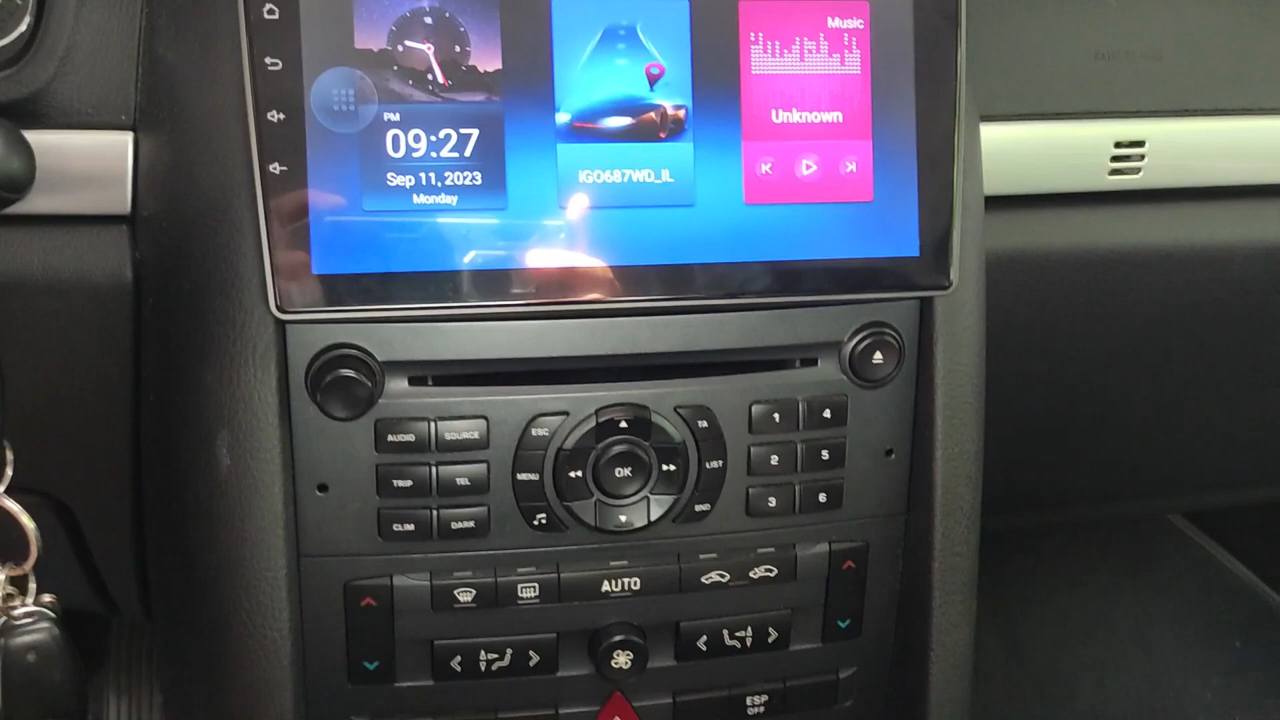 Music
Unknown
PM
09:27
Sep 11, 2023
Monday
iGO687WD_IL
AUDIO
SOURCE
TRIP
TEL
CLIM
DARK
ESC
MENU
OK
TA
LIST
END
1
4
2
5
3
6
AUTO
ESP
OFF